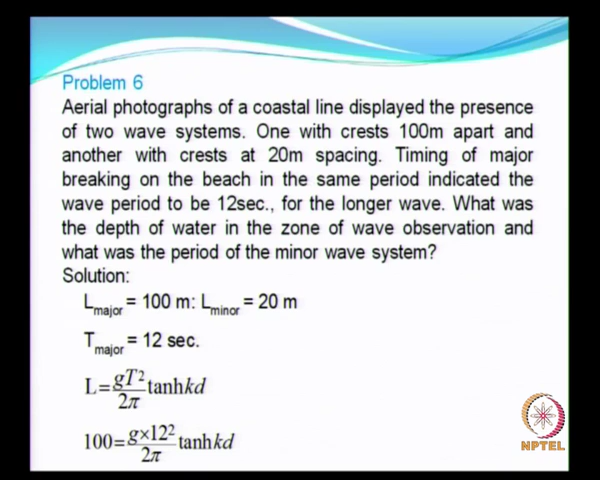 Problem 6
Aerial photographs of a coastal line displayed the presence
of two wave systems. One with crests 100m apart and
another with crests at 20m spacing. Timing of major
breaking on the beach in the same period indicated the
wave period to be 12sec., for the longer wave. What was
the depth of water in the zone of wave observation and
what was the period of the minor wave system?
Solution:
L_major = 100 m: L_minor = 20 m
T_major = 12 sec.
L=gT²/2π tanhkd
100=g×12²/2π tanhkd
NPTEL